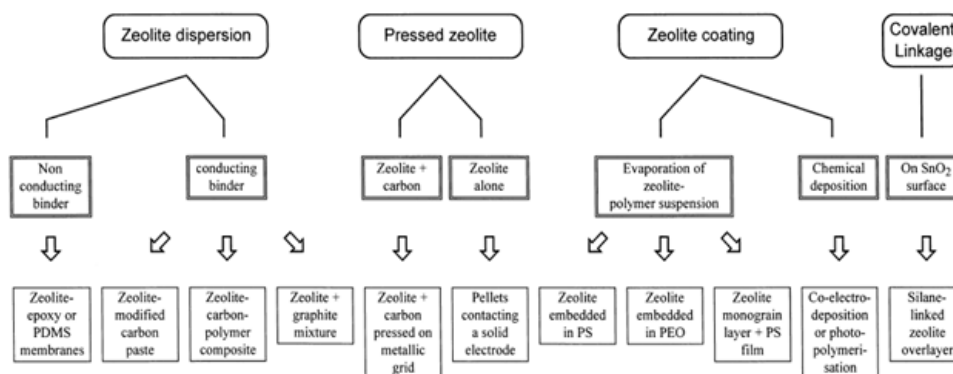 Zeolite dispersion
Pressed zeolite
Zeolite coating
Covalent
Linkage
Non
conducting
binder
conducting
binder
Zeolite +
carbon
Zeolite
alone
Evaporation of
zeolite-
polymer suspension
Chemical
deposition
On SnO₂
surface
Zeolite-
epoxy or
PDMS
membranes
Zeolite-
modified
carbon
paste
Zeolite-
carbon-
polymer
composite
Zeolite +
graphite
mixture
Zeolite +
carbon
pressed on
metallic
grid
Pellets
contacting
a solid
electrode
Zeolite
embedded
in PS
Zeolite
embedded
in PEO
Zeolite
monograin
layer + PS
film
Co-electro-
deposition
or photo-
polymeri-
sation
Silane-
linked
zeolite
overlayer